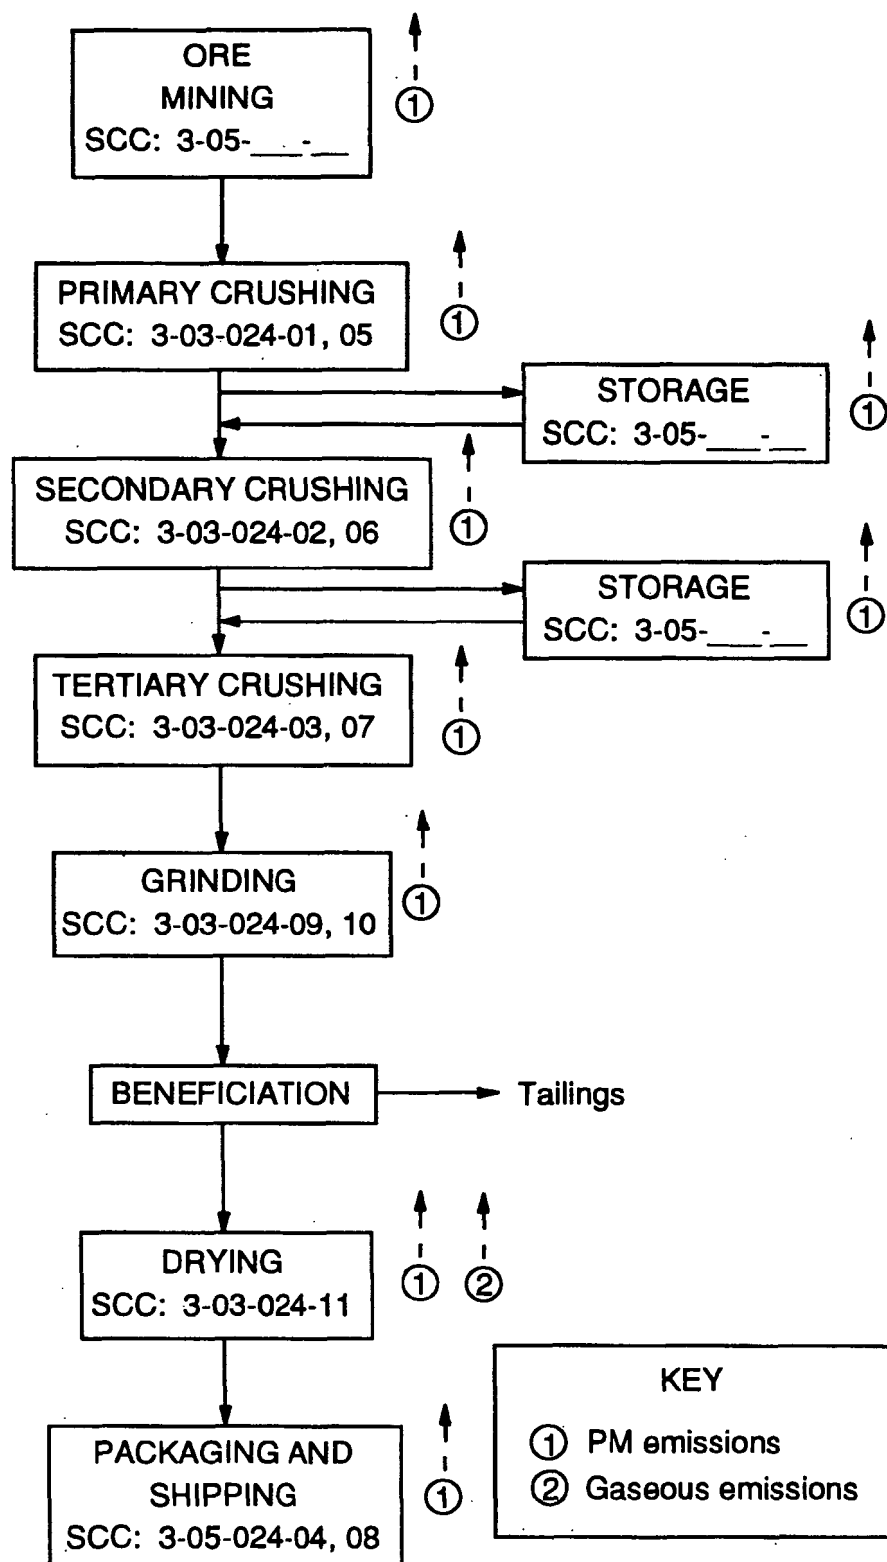 ORE
MINING
SCC: 3-05-___-__
①
PRIMARY CRUSHING
SCC: 3-03-024-01, 05
①
STORAGE
SCC: 3-05-___-__
①
SECONDARY CRUSHING
SCC: 3-03-024-02, 06
①
STORAGE
SCC: 3-05-___-__
①
TERTIARY CRUSHING
SCC: 3-03-024-03, 07
①
GRINDING
SCC: 3-03-024-09, 10
①
BENEFICIATION
Tailings
DRYING
SCC: 3-03-024-11
① ②
PACKAGING AND
SHIPPING
SCC: 3-05-024-04, 08
①
KEY
① PM emissions
② Gaseous emissions